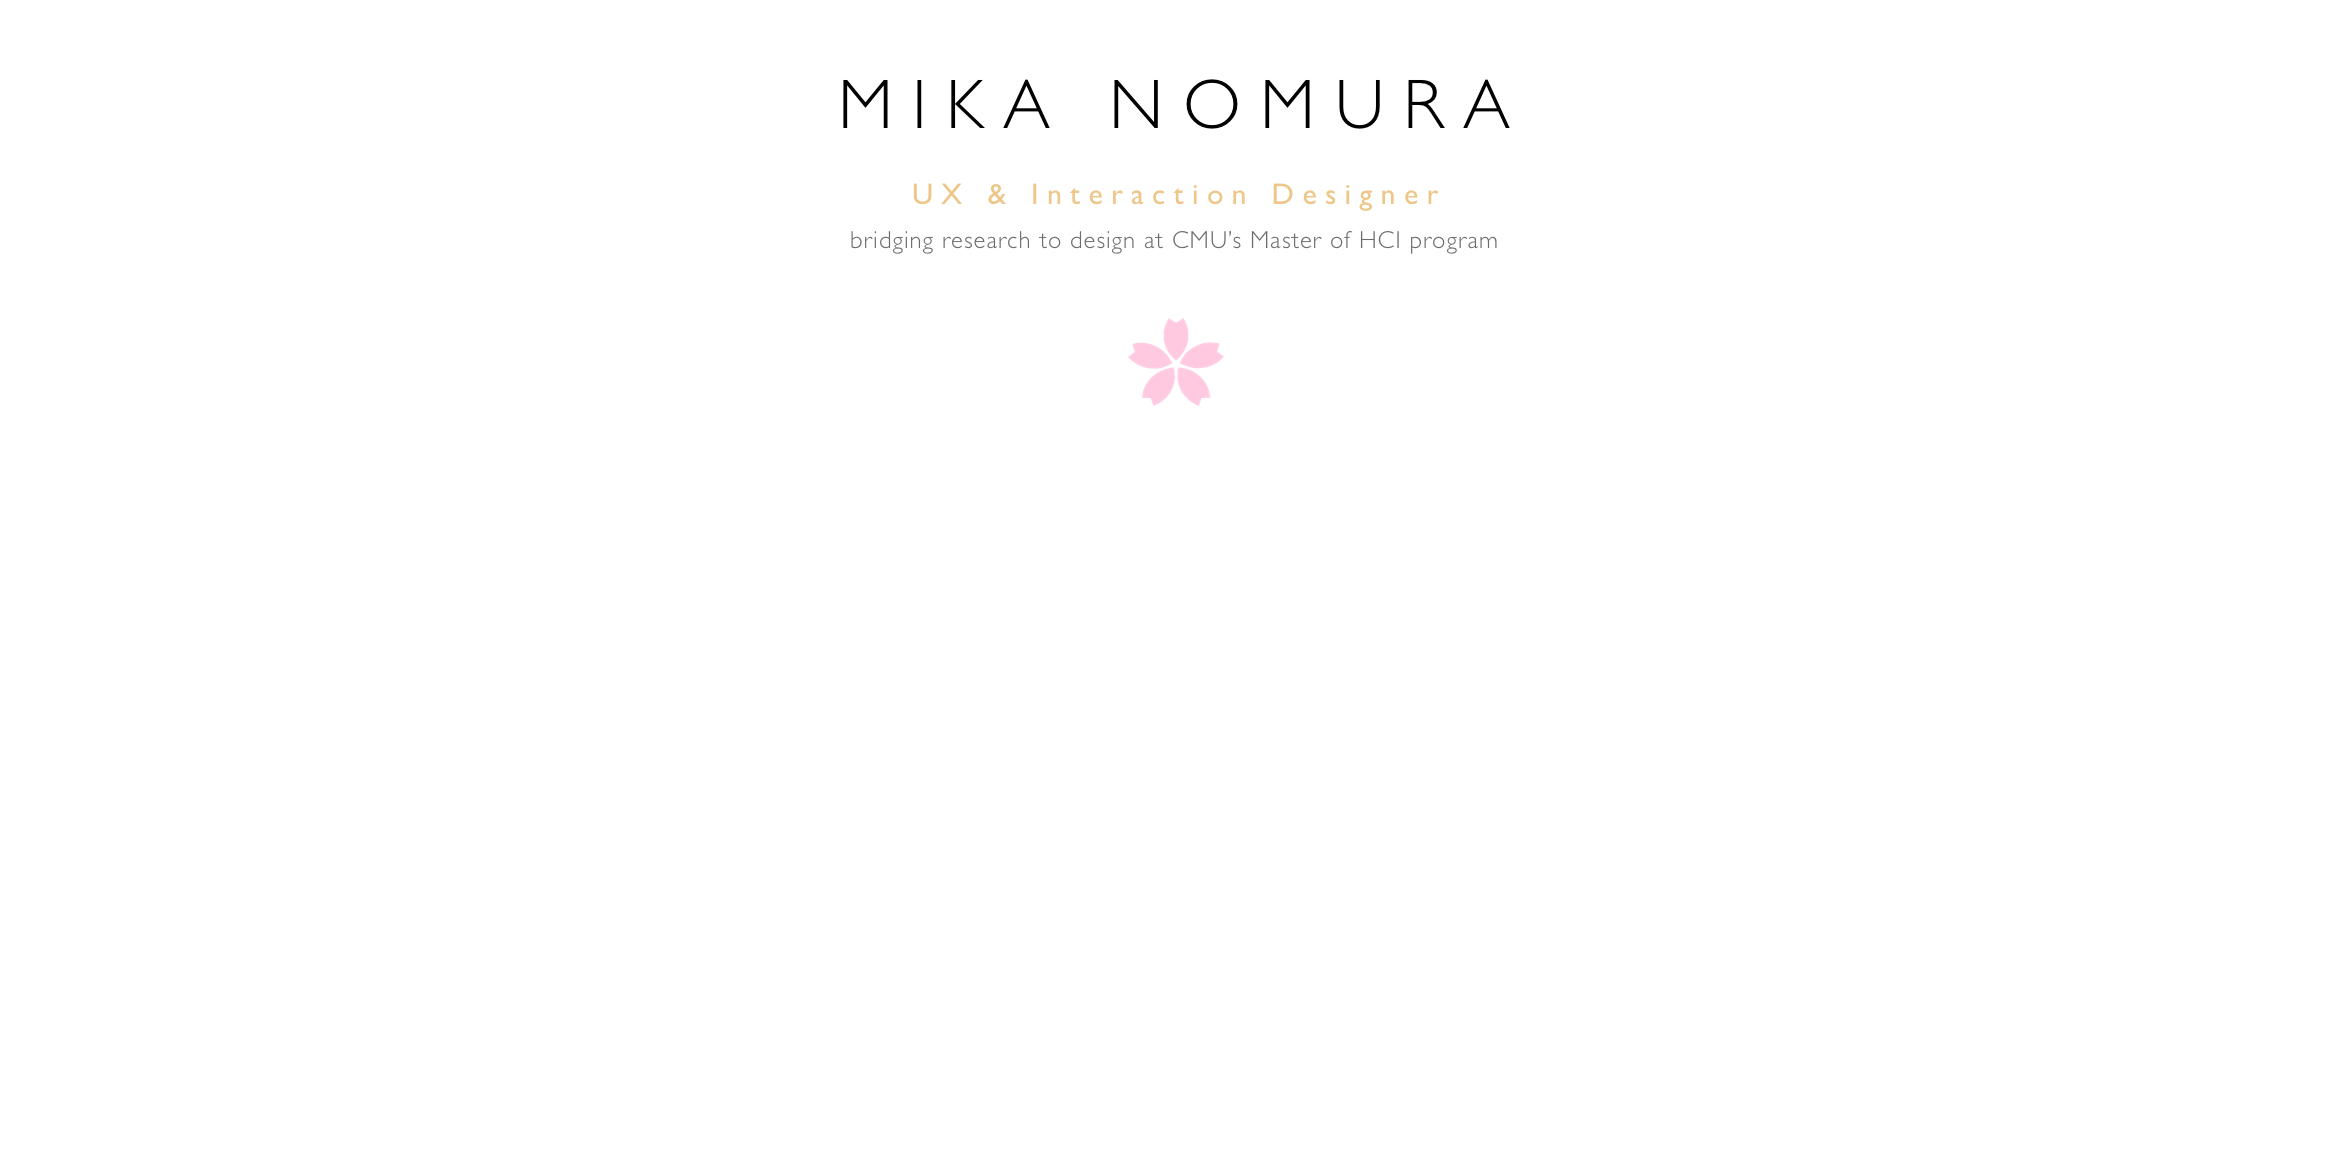 MIKA NOMURA
UX & Interaction Designer
bridging research to design at CMU's Master of HCI program